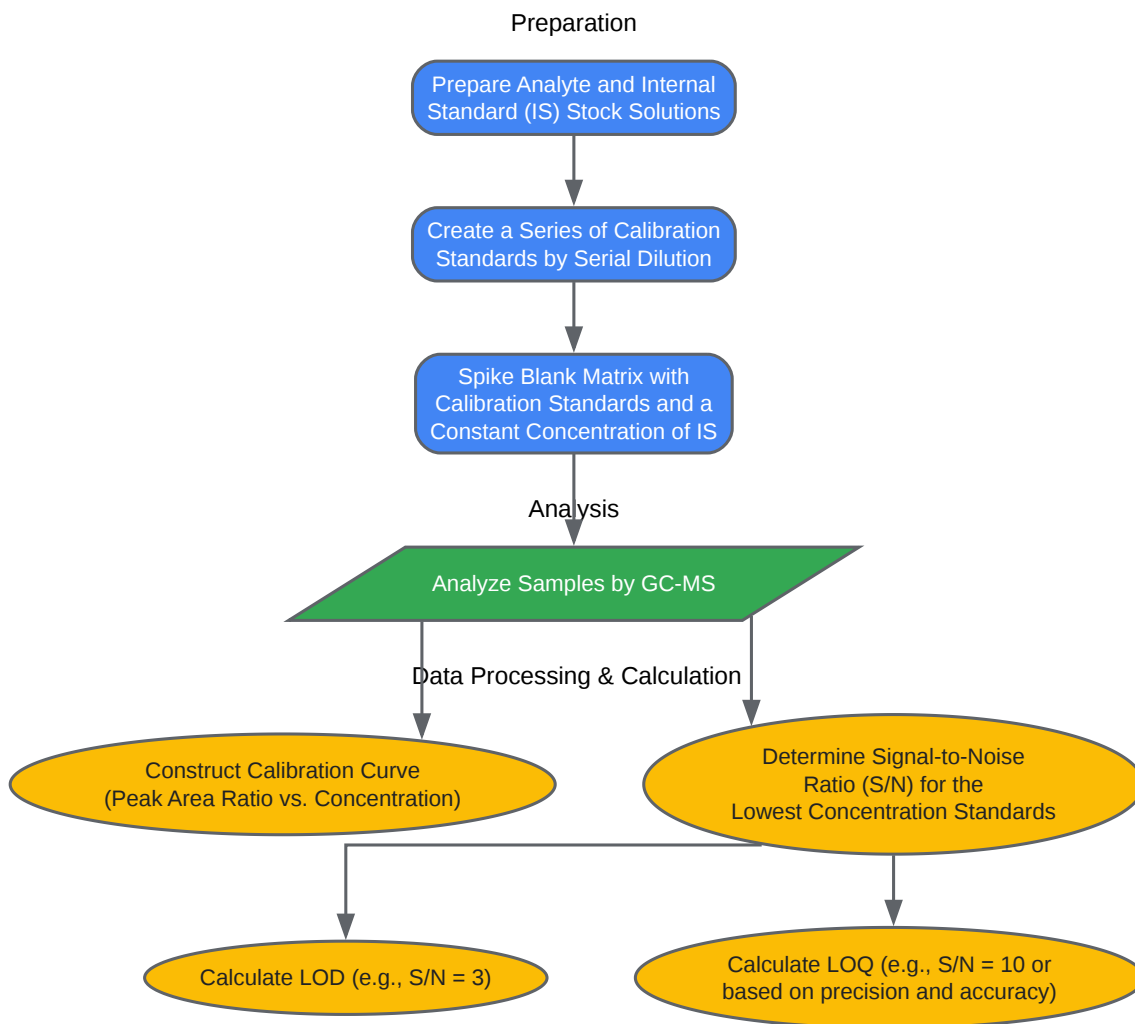 Preparation
Prepare Analyte and Internal
Standard (IS) Stock Solutions
Create a Series of Calibration
Standards by Serial Dilution
Spike Blank Matrix with
Calibration Standards and a
Constant Concentration of IS
Analysis
Analyze Samples by GC-MS
Data Processing & Calculation
Construct Calibration Curve
(Peak Area Ratio vs. Concentration)
Determine Signal-to-Noise
Ratio (S/N) for the
Lowest Concentration Standards
Calculate LOD (e.g., S/N = 3)
Calculate LOQ (e.g., S/N = 10 or
based on precision and accuracy)